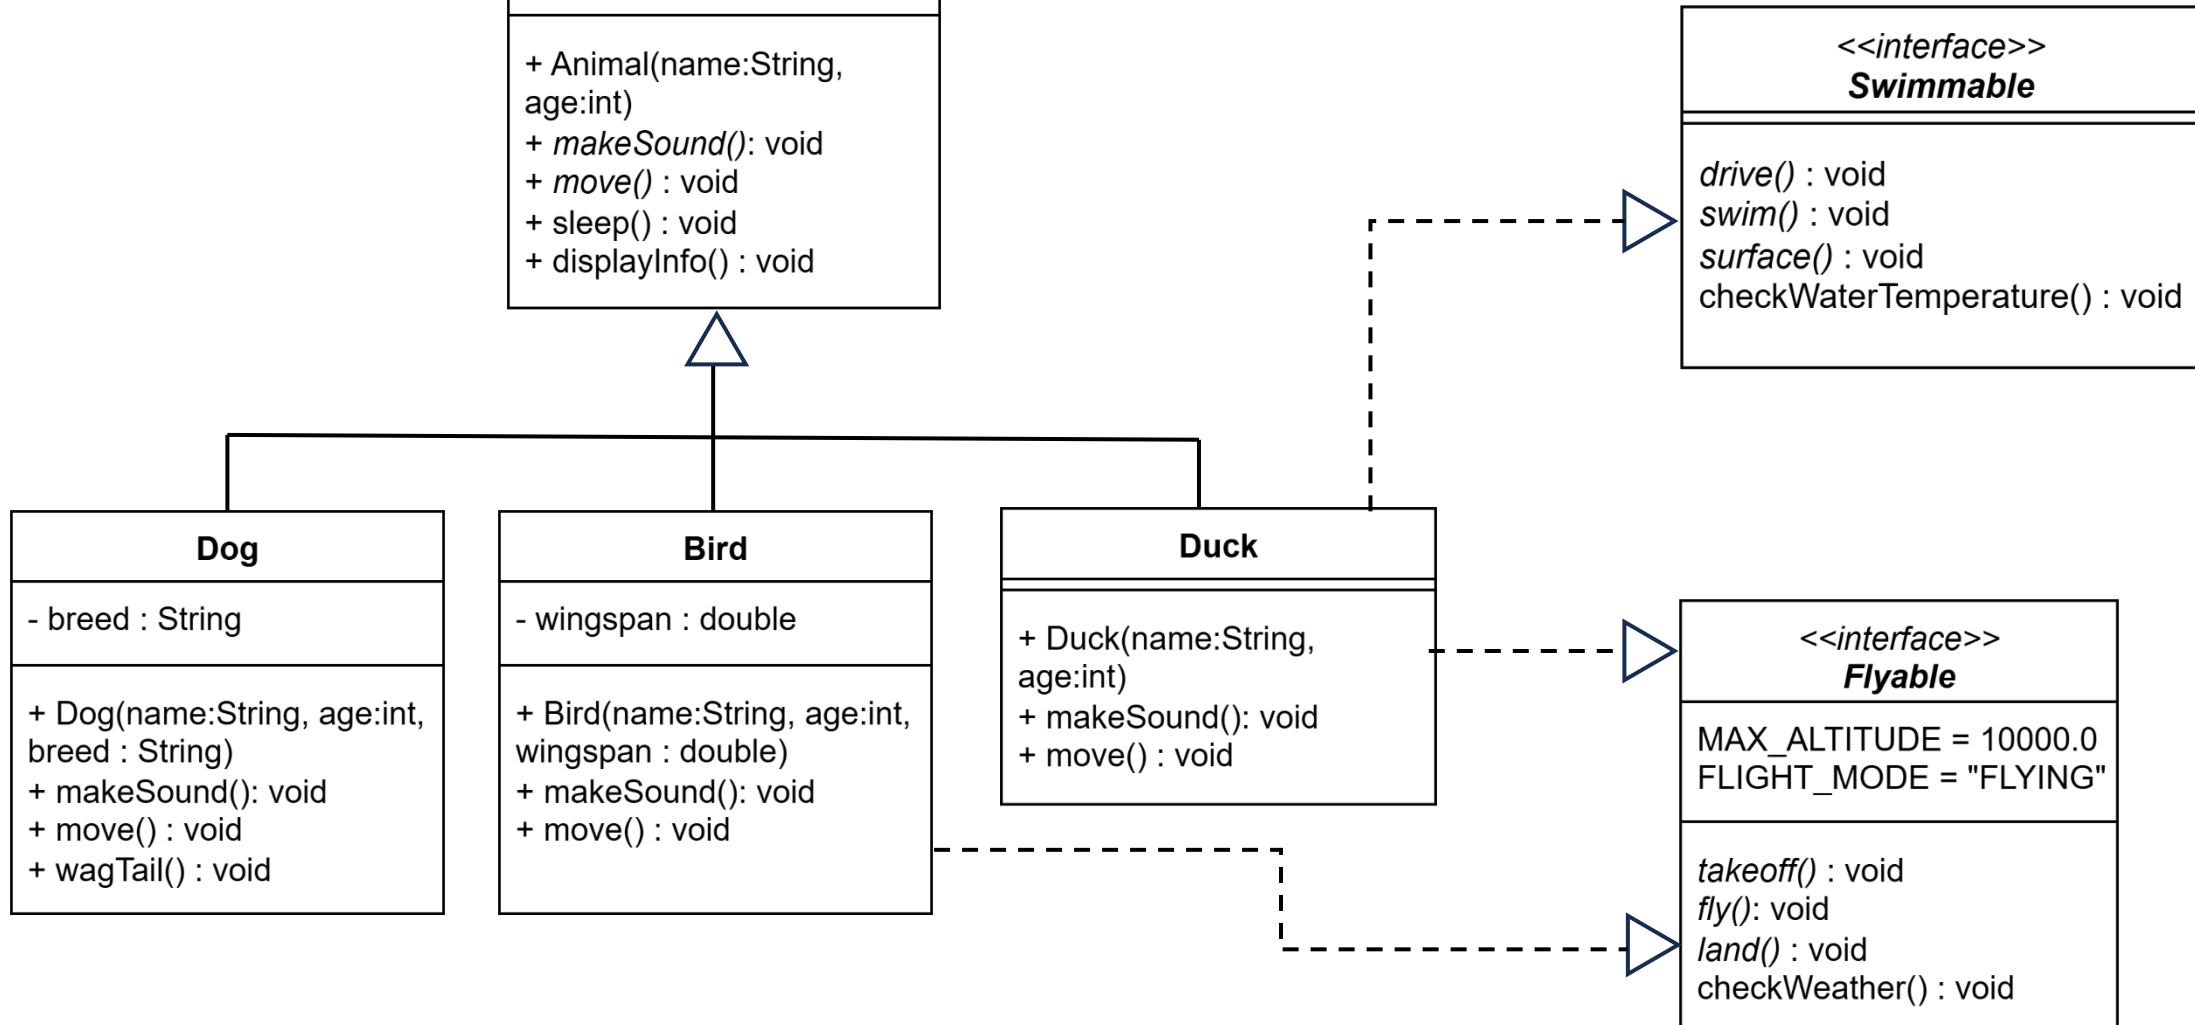 + Animal(name:String,
age:int)
+ makeSound(): void
+ move() : void
+ sleep() : void
+ displayInfo() : void
<<interface>>
Swimmable
drive() : void
swim() : void
surface() : void
checkWaterTemperature() : void
Dog
- breed : String
+ Dog(name:String, age:int,
breed : String)
+ makeSound(): void
+ move() : void
+ wagTail() : void
Bird
- wingspan : double
+ Bird(name:String, age:int,
wingspan : double)
+ makeSound(): void
+ move() : void
Duck
+ Duck(name:String,
age:int)
+ makeSound(): void
+ move() : void
<<interface>>
Flyable
MAX_ALTITUDE = 10000.0
FLIGHT_MODE = "FLYING"
takeoff() : void
fly(): void
land() : void
checkWeather() : void